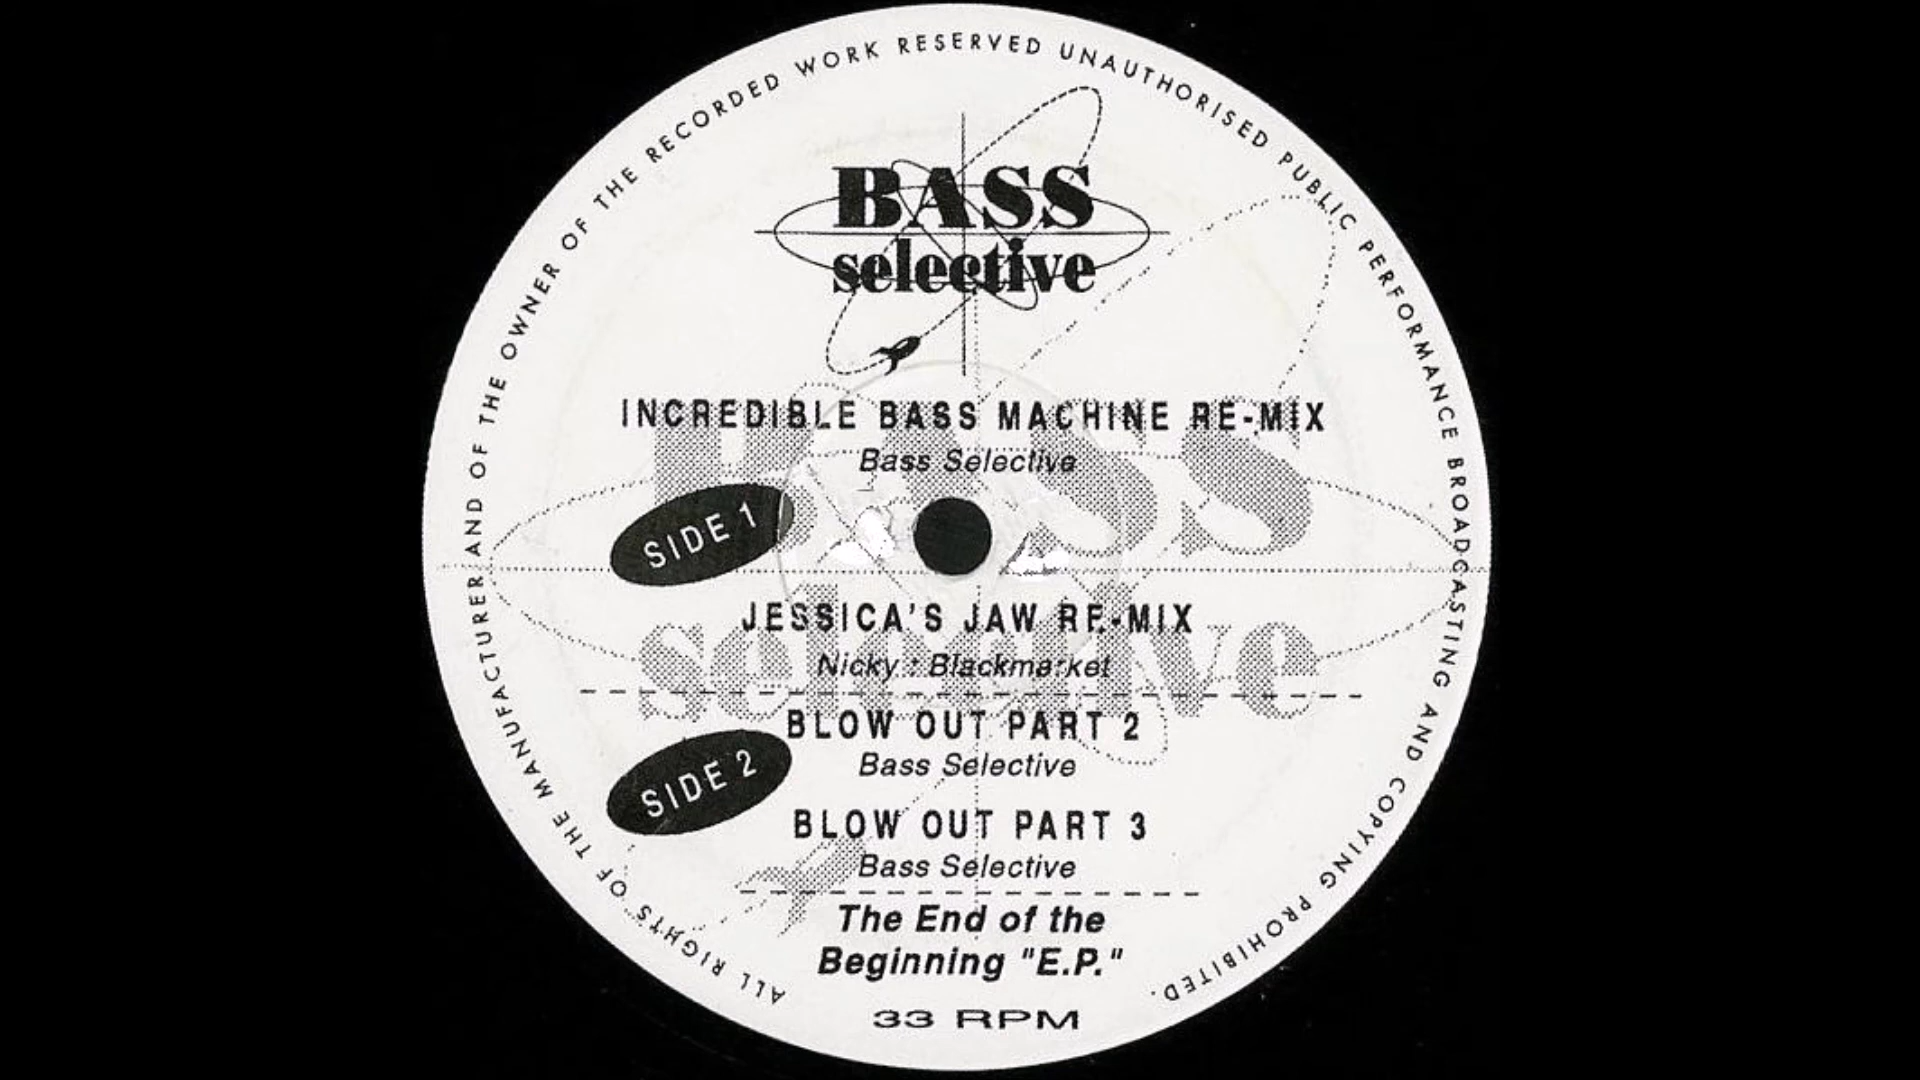 ALL RIGHTS OF THE MANUFACTURER AND OF THE OWNER OF THE RECORDED WORK RESERVED UNAUTHORISED PUBLIC PERFORMANCE BROADCASTING AND COPYING PROHIBITED.
BASS
selective
INCREDIBLE BASS MACHINE RE-MIX
Bass Selective
SIDE 1
JESSICA'S JAW RE-MIX
Nicky : Blackmarket
BLOW OUT PART 2
Bass Selective
SIDE 2
BLOW OUT PART 3
Bass Selective
The End of the
Beginning "E.P."
33 RPM
BASS
selective